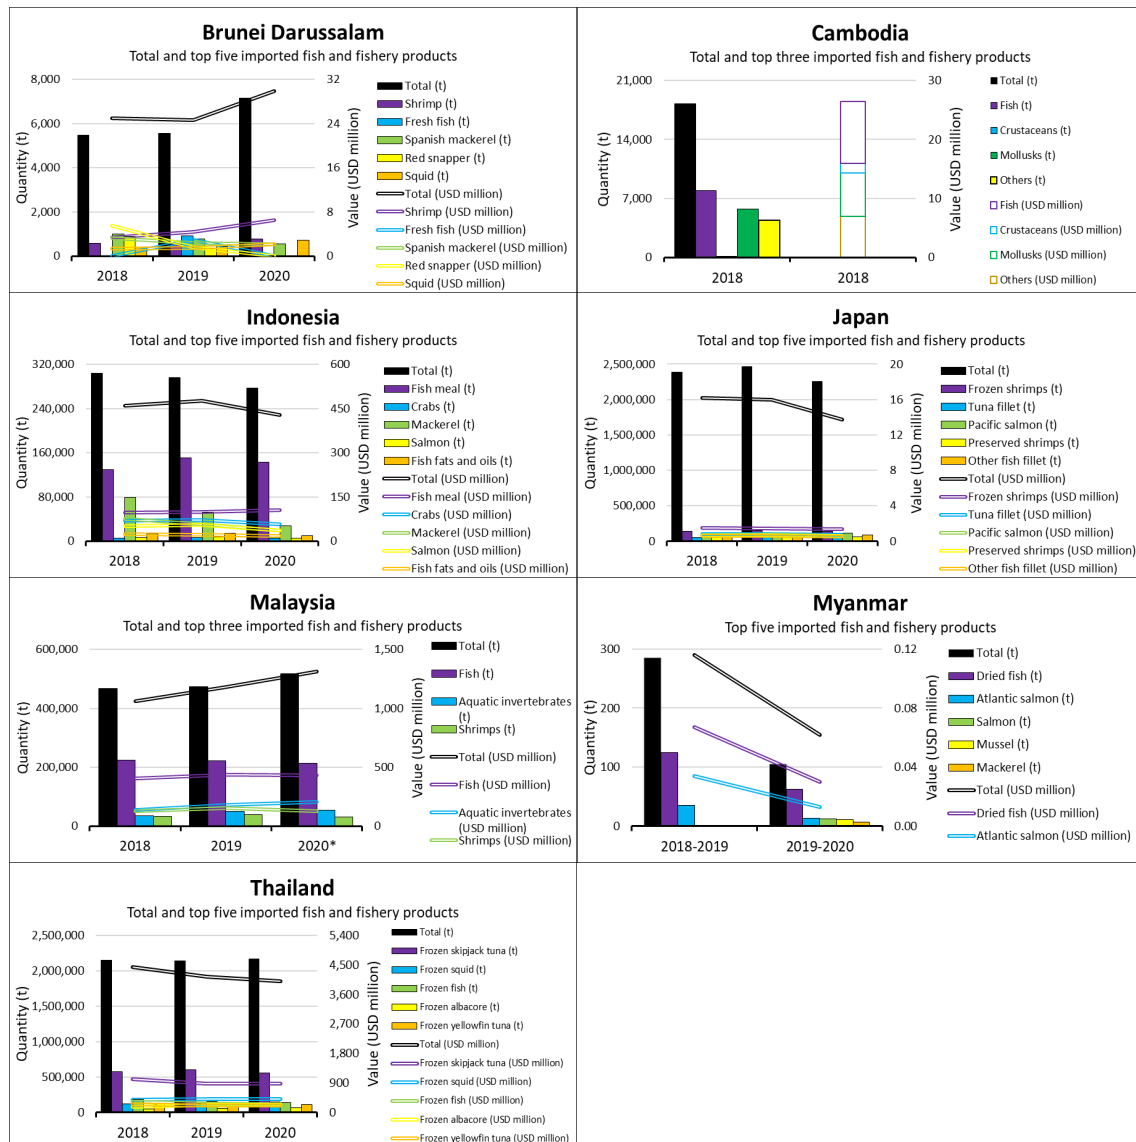 Brunei Darussalam
Total and top five imported fish and fishery products
Quantity (t)
8,000
6,000
4,000
2,000
0
2018
2019
2020
32
24
16
8
0
Value (USD million)
Total (t)
Shrimp (t)
Fresh fish (t)
Spanish mackerel (t)
Red snapper (t)
Squid (t)
Total (USD million)
Shrimp (USD million)
Fresh fish (USD million)
Spanish mackerel (USD million)
Red snapper (USD million)
Squid (USD million)
Cambodia
Total and top three imported fish and fishery products
Quantity (t)
21,000
14,000
7,000
0
2018
2018
30
20
10
0
Value (USD million)
Total (t)
Fish (t)
Crustaceans (t)
Mollusks (t)
Others (t)
Fish (USD million)
Crustaceans (USD million)
Mollusks (USD million)
Others (USD million)
Indonesia
Total and top five imported fish and fishery products
Quantity (t)
320,000
240,000
160,000
80,000
0
2018
2019
2020
600
450
300
150
0
Value (USD million)
Total (t)
Fish meal (t)
Crabs (t)
Mackerel (t)
Salmon (t)
Fish fats and oils (t)
Total (USD million)
Fish meal (USD million)
Crabs (USD million)
Mackerel (USD million)
Salmon (USD million)
Fish fats and oils (USD million)
Japan
Total and top five imported fish and fishery products
Quantity (t)
2,500,000
2,000,000
1,500,000
1,000,000
500,000
0
2018
2019
2020
20
16
12
8
4
0
Value (USD million)
Total (t)
Frozen shrimps (t)
Tuna fillet (t)
Pacific salmon (t)
Preserved shrimps (t)
Other fish fillet (t)
Total (USD million)
Frozen shrimps (USD million)
Tuna fillet (USD million)
Pacific salmon (USD million)
Preserved shrimps (USD million)
Other fish fillet (USD million)
Malaysia
Total and top three imported fish and fishery products
Quantity (t)
600,000
400,000
200,000
0
2018
2019
2020*
1,500
1,000
500
0
Value (USD million)
Total (t)
Fish (t)
Aquatic invertebrates
(t)
Shrimps (t)
Total (USD million)
Fish (USD million)
Aquatic invertebrates
(USD million)
Shrimps (USD million)
Myanmar
Top five imported fish and fishery products
Quantity (t)
300
200
100
0
2018-2019
2019-2020
0.12
0.08
0.04
0.00
Value (USD million)
Total (t)
Dried fish (t)
Atlantic salmon (t)
Salmon (t)
Mussel (t)
Mackerel (t)
Total (USD million)
Dried fish (USD million)
Atlantic salmon (USD million)
Thailand
Total and top five imported fish and fishery products
Quantity (t)
2,500,000
2,000,000
1,500,000
1,000,000
500,000
0
2018
2019
2020
5,400
4,500
3,600
2,700
1,800
900
0
Value (USD million)
Total (t)
Frozen skipjack tuna (t)
Frozen squid (t)
Frozen fish (t)
Frozen albacore (t)
Frozen yellowfin tuna (t)
Total (USD million)
Frozen skipjack tuna (USD million)
Frozen squid (USD million)
Frozen fish (USD million)
Frozen albacore (USD million)
Frozen yellowfin tuna (USD million)